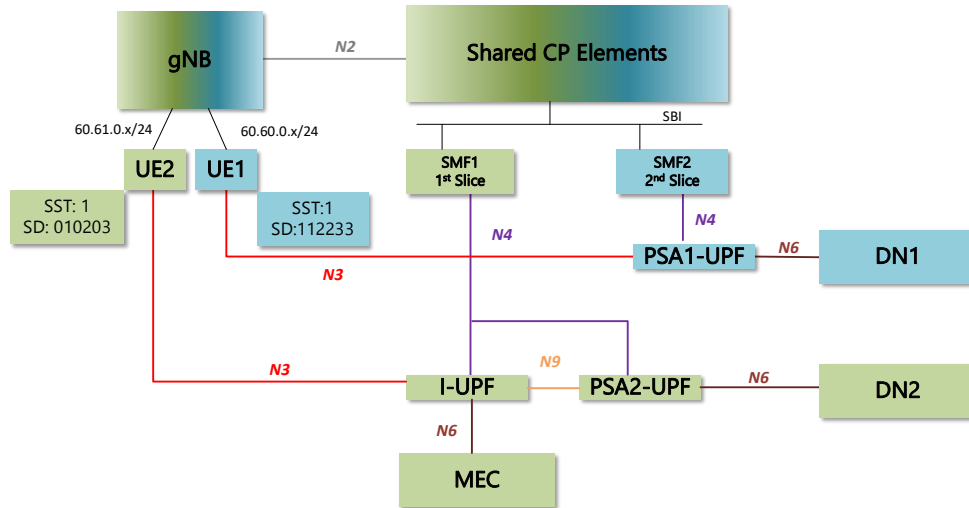 gNB
N2
Shared CP Elements
SBI
60.61.0.x/24
60.60.0.x/24
UE2
UE1
SMF1
1st Slice
SMF2
2nd Slice
SST: 1
SD: 010203
SST:1
SD:112233
N4
N4
N3
PSA1-UPF
N6
DN1
N3
I-UPF
N9
PSA2-UPF
N6
DN2
N6
MEC